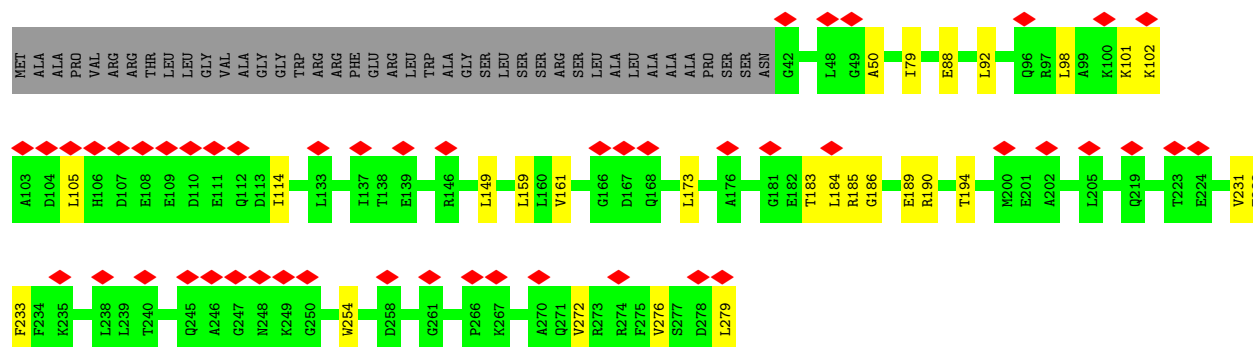 MET ALA ALA PRO VAL ARG ARG THR LEU LEU GLY VAL ALA GLY GLY TRP ARG ARG PHE GLU ARG LEU TRP ALA GLY SER LEU SER SER ARG SER LEU ALA LEU ALA ALA ALA PRO SER SER ASN G42 L48 G49 A50 I79 E88 L92 Q96 R97 L98 A99 K100 K101 K102
A103 D104 L105 H106 D107 E108 E109 D110 E111 Q112 D113 I114 L133 I137 T138 E139 R146 L149 L159 L160 V161 G166 D167 Q168 L173 A176 G181 E182 T183 L184 R185 G186 E189 R190 T194 M200 E201 A202 L205 Q219 T223 E224 V231
F233 F234 K235 L238 L239 T240 Q245 A246 G247 N248 K249 G250 W254 D258 G261 P266 K267 A270 Q271 V272 R273 R274 F275 V276 S277 D278 L279